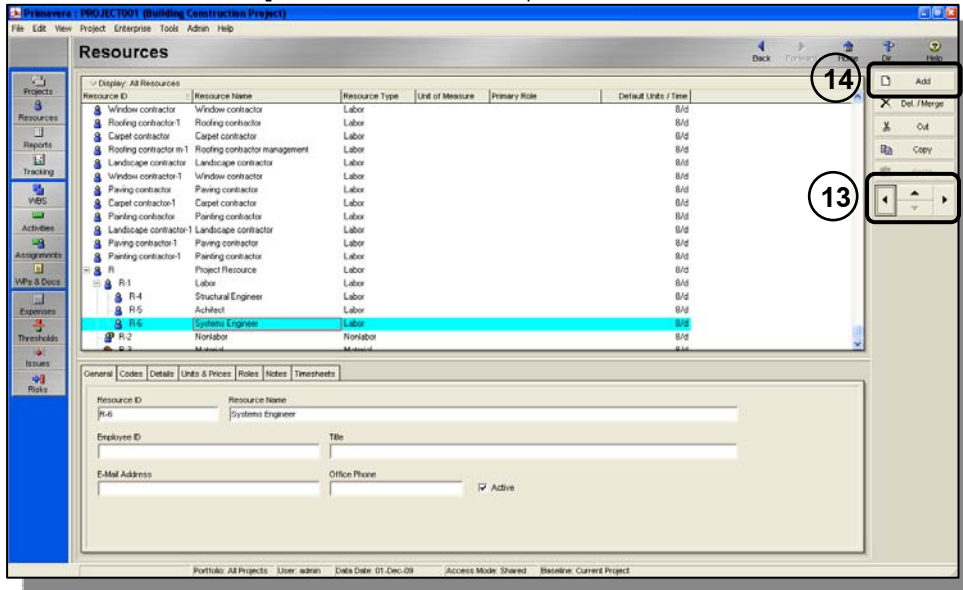 Primavera : PROJECT001 (Building Construction Project)
File Edit View Project Enterprise Tools Admin Help
Resources
Back Forward Home Dir. Help
Projects
Resources
Reports
Tracking
WBS
Activities
Assignments
WPs & Docs
Expenses
Thresholds
Issues
Risks
Display: All Resources
Resource ID Resource Name Resource Type Unit of Measure Primary Role Default Units / Time
Window contractor Window contractor Labor 8/d
Roofing contractor-1 Roofing contractor Labor 8/d
Carpet contractor Carpet contractor Labor 8/d
Roofing contractor m-1 Roofing contractor management Labor 8/d
Landscape contractor Landscape contractor Labor 8/d
Window contractor-1 Window contractor Labor 8/d
Paving contractor Paving contractor Labor 8/d
Carpet contractor-1 Carpet contractor Labor 8/d
Painting contractor Painting contractor Labor 8/d
Landscape contractor-1 Landscape contractor Labor 8/d
Paving contractor-1 Paving contractor Labor 8/d
Painting contractor-1 Painting contractor Labor 8/d
R Project Resource Labor 8/d
R-1 Labor Labor 8/d
R-4 Structural Engineer Labor 8/d
R-5 Achitect Labor 8/d
R-6 Systems Engineer Labor 8/d
R-2 Nonlabor Nonlabor 8/d
R-3 Material Material 8/d
14
Add
Del. / Merge
Cut
Copy
13
General Codes Details Units & Prices Roles Notes Timesheets
Resource ID Resource Name
R-6 Systems Engineer
Employee ID Title
E-Mail Address Office Phone
Active
Portfolio: All Projects User: admin Data Date: 01-Dec-09 Access Mode: Shared Baseline: Current Project